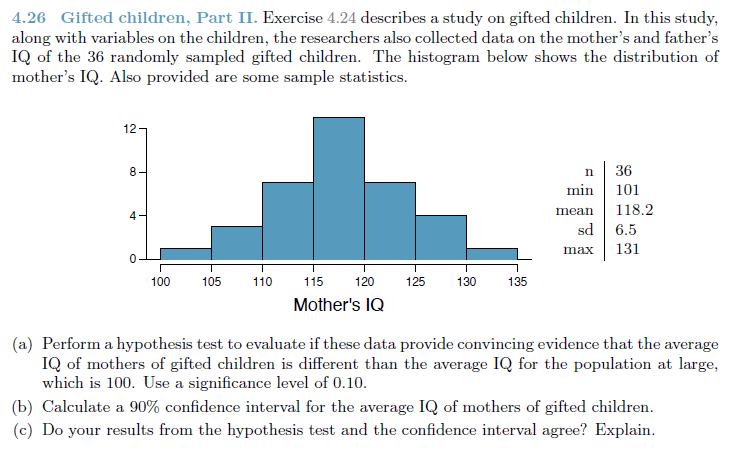 4.26 Gifted children, Part II. Exercise 4.24 describes a study on gifted children. In this study,
along with variables on the children, the researchers also collected data on the mother's and father's
IQ of the 36 randomly sampled gifted children. The histogram below shows the distribution of
mother's IQ. Also provided are some sample statistics.
12
8
4
0
100 105 110 115 120 125 130 135
Mother's IQ
n 36
min 101
mean 118.2
sd 6.5
max 131
(a) Perform a hypothesis test to evaluate if these data provide convincing evidence that the average
IQ of mothers of gifted children is different than the average IQ for the population at large,
which is 100. Use a significance level of 0.10.
(b) Calculate a 90% confidence interval for the average IQ of mothers of gifted children.
(c) Do your results from the hypothesis test and the confidence interval agree? Explain.